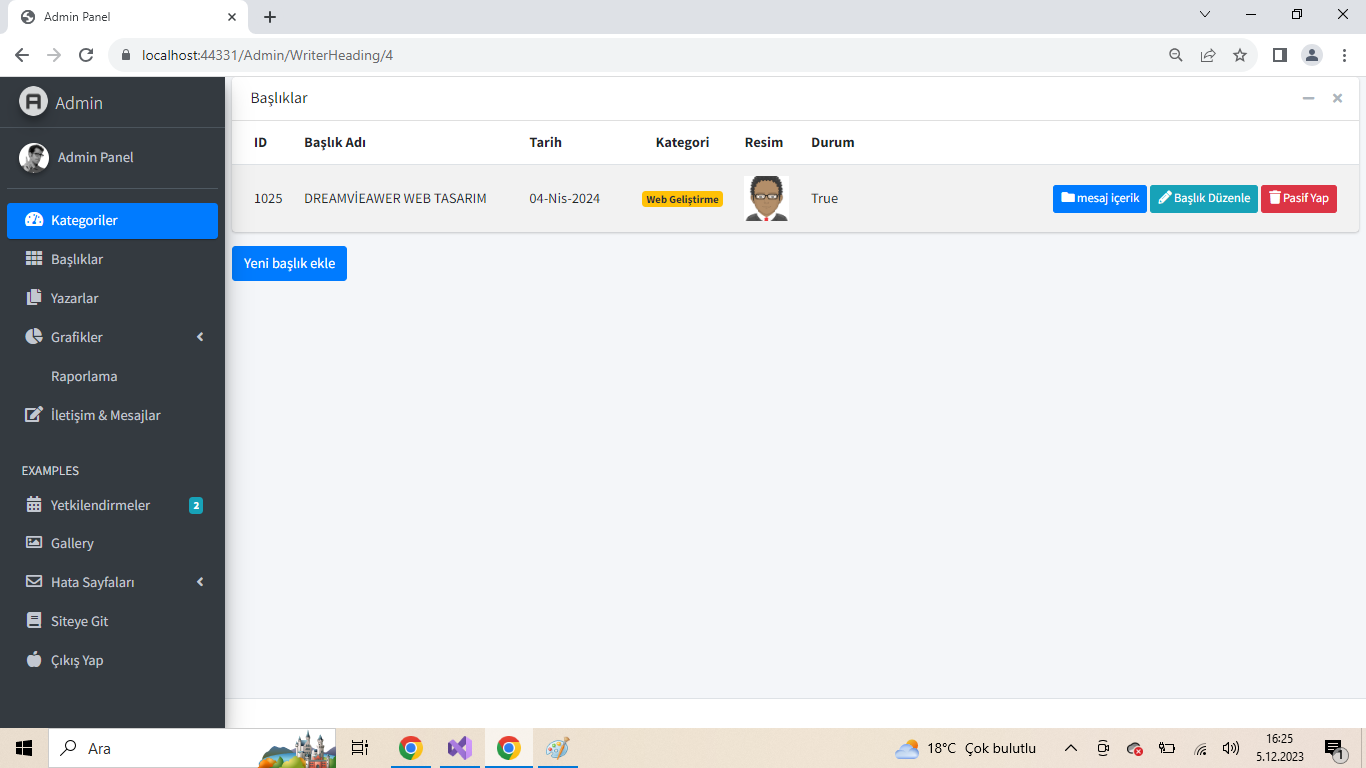 Admin Panel
localhost:44331/Admin/WriterHeading/4
Admin
Admin Panel
Kategoriler
Başlıklar
Yazarlar
Grafikler
Raporlama
İletişim & Mesajlar
EXAMPLES
Yetkilendirmeler 2
Gallery
Hata Sayfaları
Siteye Git
Çıkış Yap
Başlıklar
ID Başlık Adı Tarih Kategori Resim Durum
1025 DREAMVİEAWER WEB TASARIM 04-Nis-2024 Web Geliştirme True mesaj içerik Başlık Düzenle Pasif Yap
Yeni başlık ekle
Ara 18°C Çok bulutlu 16:25
5.12.2023 1